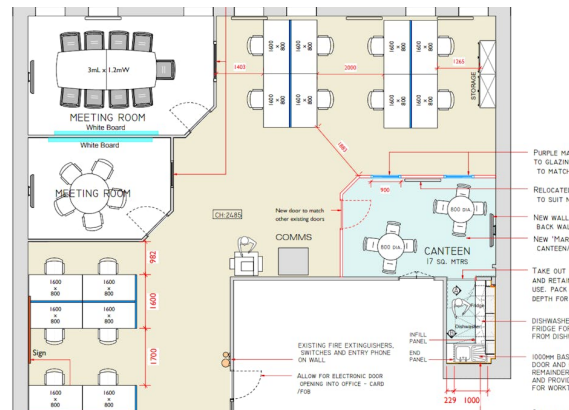 1600
×
800
1600
×
800
1600
×
800
1600
×
800
3mL x 1.2mW
1403
2000
1265
1600
×
800
1600
×
800
1600
×
800
1600
×
800
STORAGE
MEETING ROOM
White Board
White Board
1880
PURPLE MA
TO GLAZIN
TO MATCH
MEETING ROOM
900
RELOCATE
TO SUIT N
CH:2485
New door to match
other existing doors
800 DIA.
NEW WALL
BACK WAL
COMMS
800 DIA.
NEW 'MAR
CANTEEN/
CANTEEN
17 SQ. MTRS
982
TAKE OUT
AND RETAIN
USE. PACK
DEPTH FOR
1600
×
800
1600
×
800
1600
1600
×
800
1600
×
800
Fridge
Dishwasher
DISHWASHE
FRIDGE FOR
FROM DISH
Sign
1700
EXISTING FIRE EXTINGUISHERS,
SWITCHES AND ENTRY PHONE
ON WALL
INFILL
PANEL
END
PANEL
1000MM BAS
DOOR AND
REMAINDER
AND PROVID
FOR WORKT
ALLOW FOR ELECTRONIC DOOR
OPENING INTO OFFICE - CARD
/FOB
1600
×
800
1600
×
800
229
1000